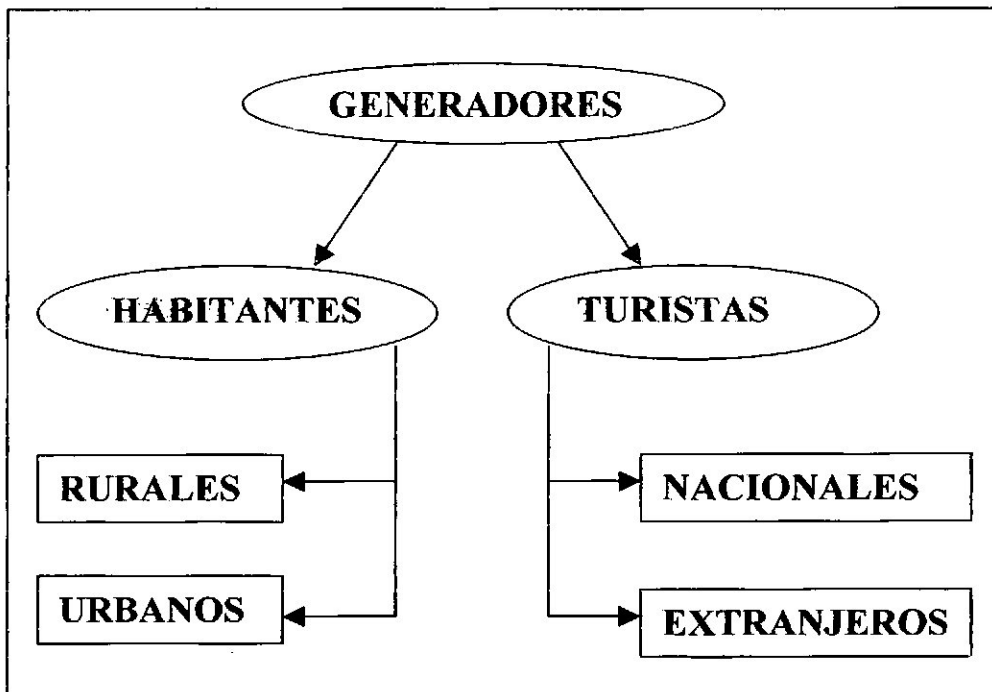 GENERADORES
HABITANTES
TURISTAS
RURALES
NACIONALES
URBANOS
EXTRANJEROS